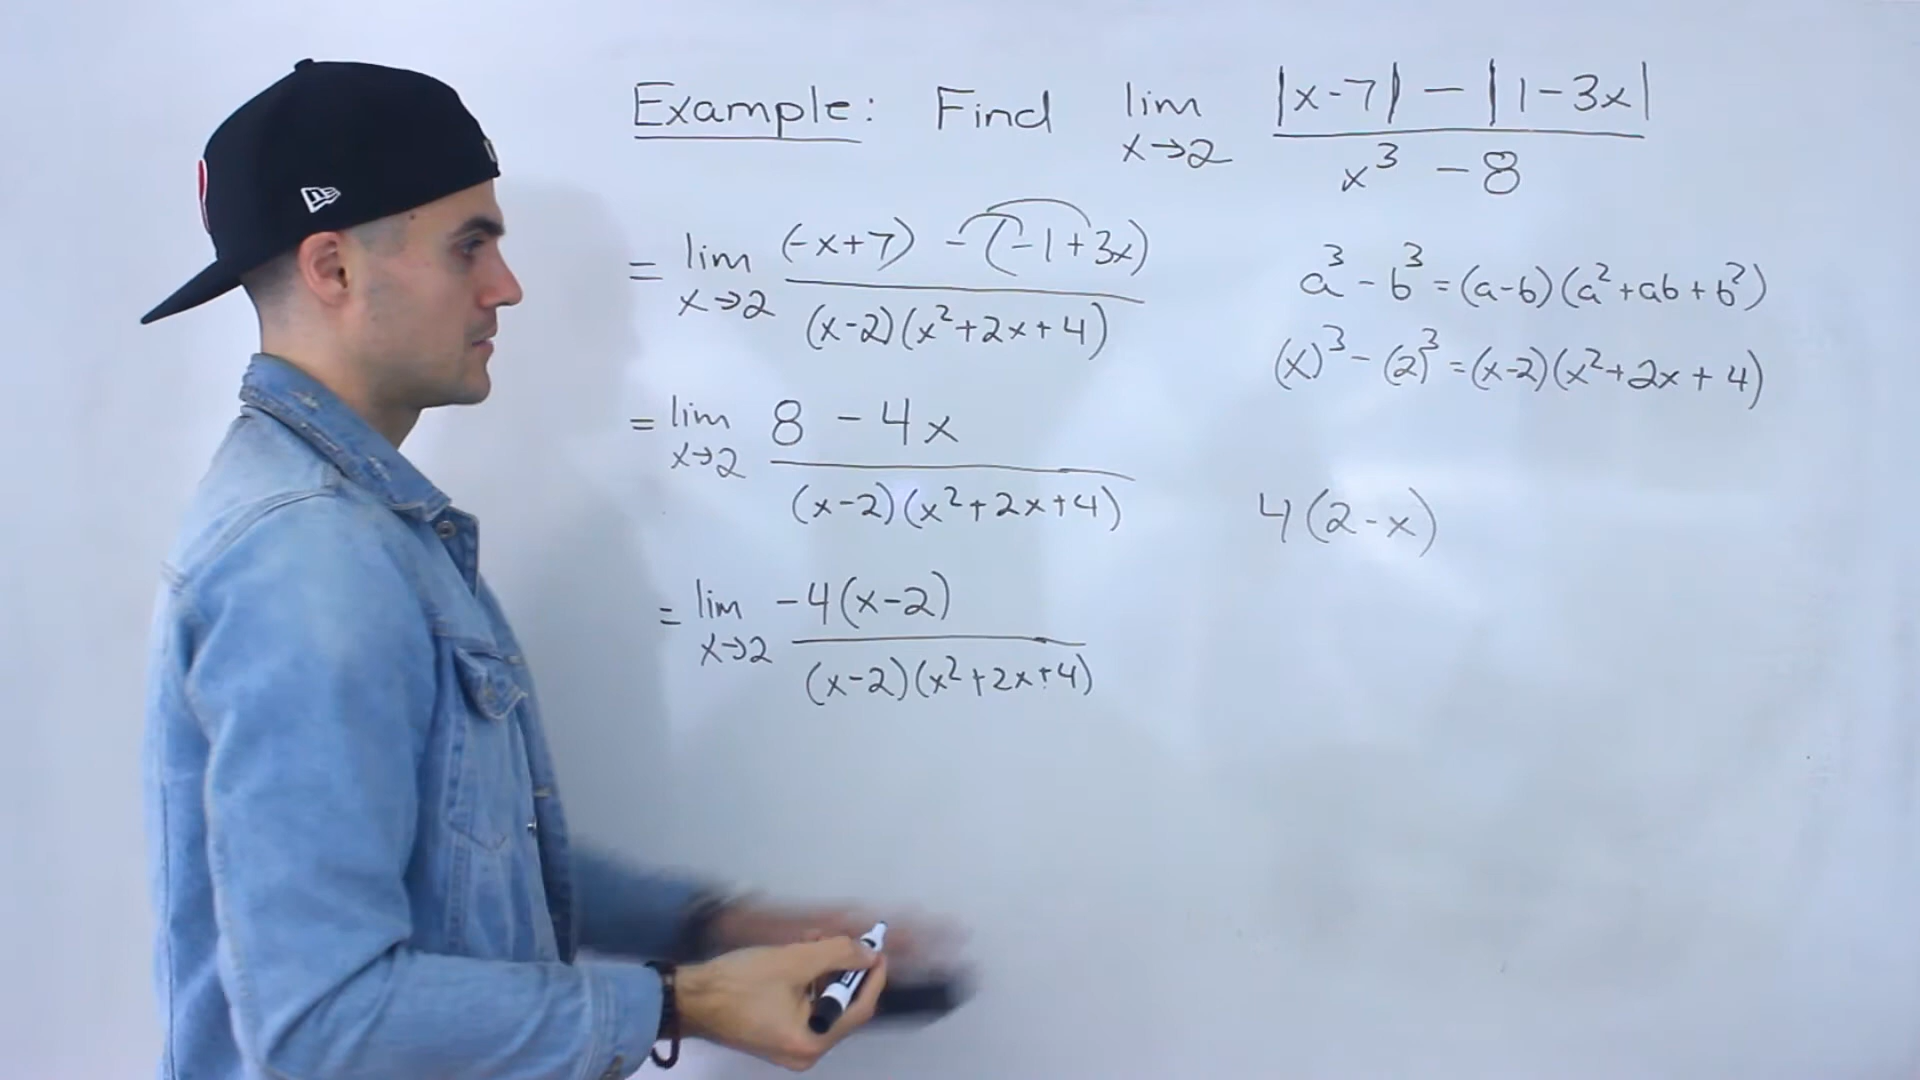 Example: Find lim x→2 |x-7| - |1-3x| / x³ - 8
= lim x→2 (-x+7) - (-1+3x) / (x-2)(x²+2x+4)
a³ - b³ = (a-b)(a²+ab+b²)
(x)³ - (2)³ = (x-2)(x²+2x+4)
= lim x→2 8 - 4x / (x-2)(x²+2x+4)
4(2-x)
= lim x→2 -4(x-2) / (x-2)(x²+2x+4)